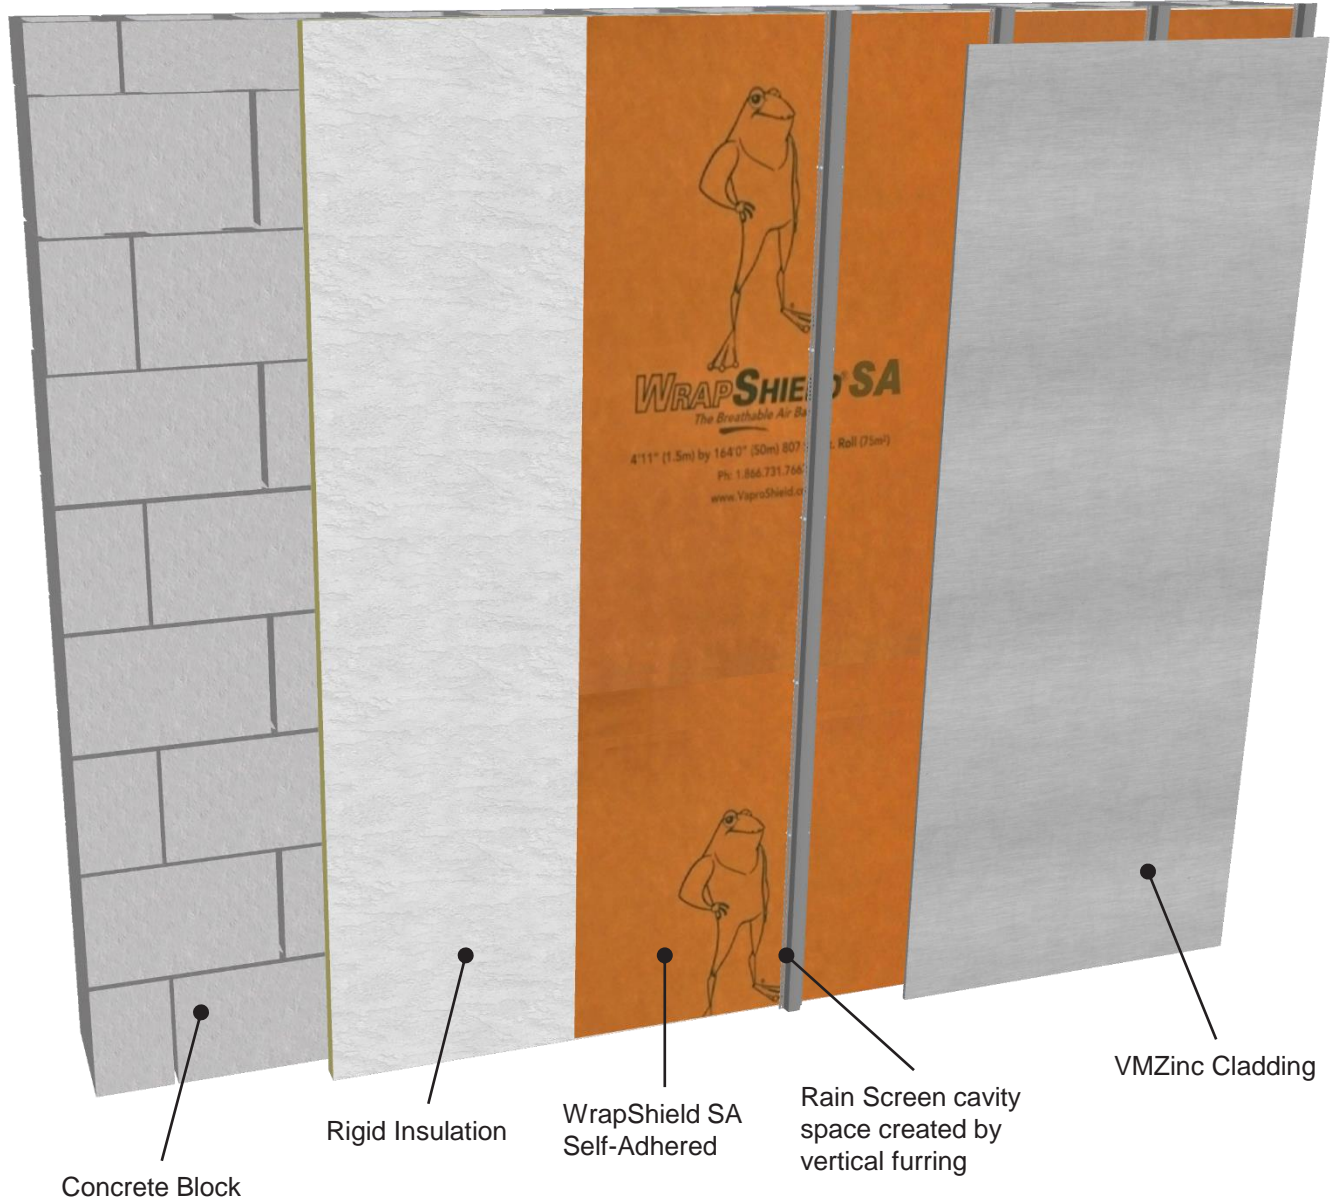 WRAPSHIELD® SA
The Breathable Air
4'11" (1.5m) by 164'0" (50m) 807 Roll (75m²)
Ph: 1.866.731.766
www.VaproShield.c
VMZinc Cladding
Rain Screen cavity
space created by
vertical furring
WrapShield SA
Self-Adhered
Rigid Insulation
Concrete Block